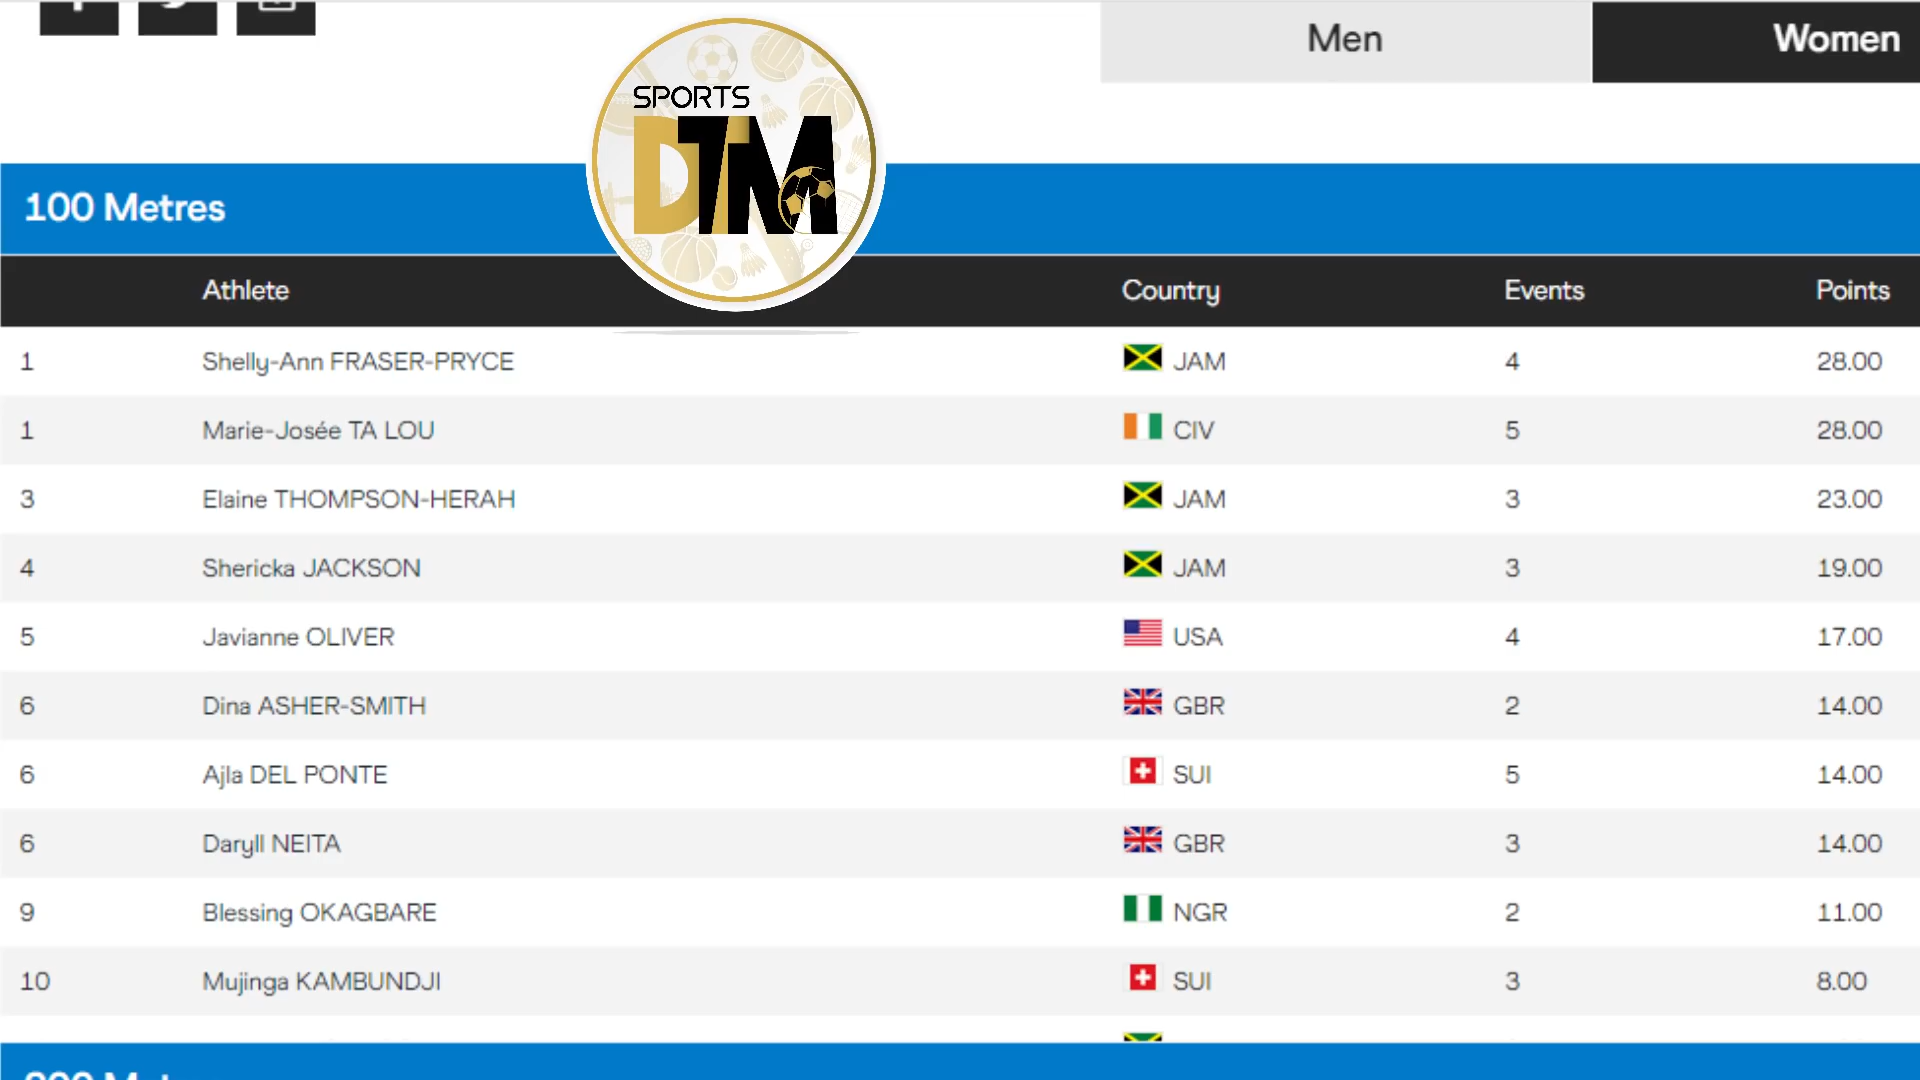 Men Women
SPORTS
DTM
100 Metres
Athlete Country Events Points
1 Shelly-Ann FRASER-PRYCE JAM 4 28.00
1 Marie-Josée TA LOU CIV 5 28.00
3 Elaine THOMPSON-HERAH JAM 3 23.00
4 Shericka JACKSON JAM 3 19.00
5 Javianne OLIVER USA 4 17.00
6 Dina ASHER-SMITH GBR 2 14.00
6 Ajla DEL PONTE SUI 5 14.00
6 Daryll NEITA GBR 3 14.00
9 Blessing OKAGBARE NGR 2 11.00
10 Mujinga KAMBUNDJI SUI 3 8.00